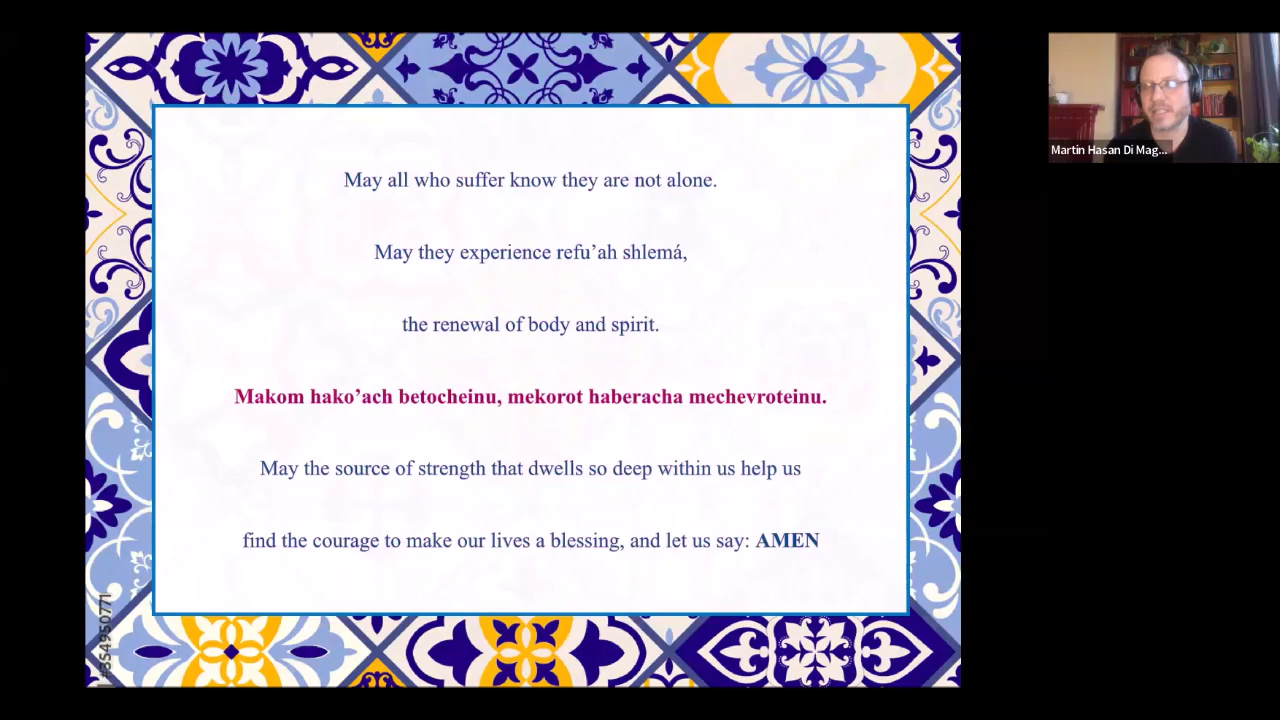 May all who suffer know they are not alone.
May they experience refu’ah shlemá,
the renewal of body and spirit.
Makom hako’ach betocheinu, mekorot haberacha mechevroteinu.
May the source of strength that dwells so deep within us help us
find the courage to make our lives a blessing, and let us say: AMEN
Martin Hasan Di Mag...
#354950771